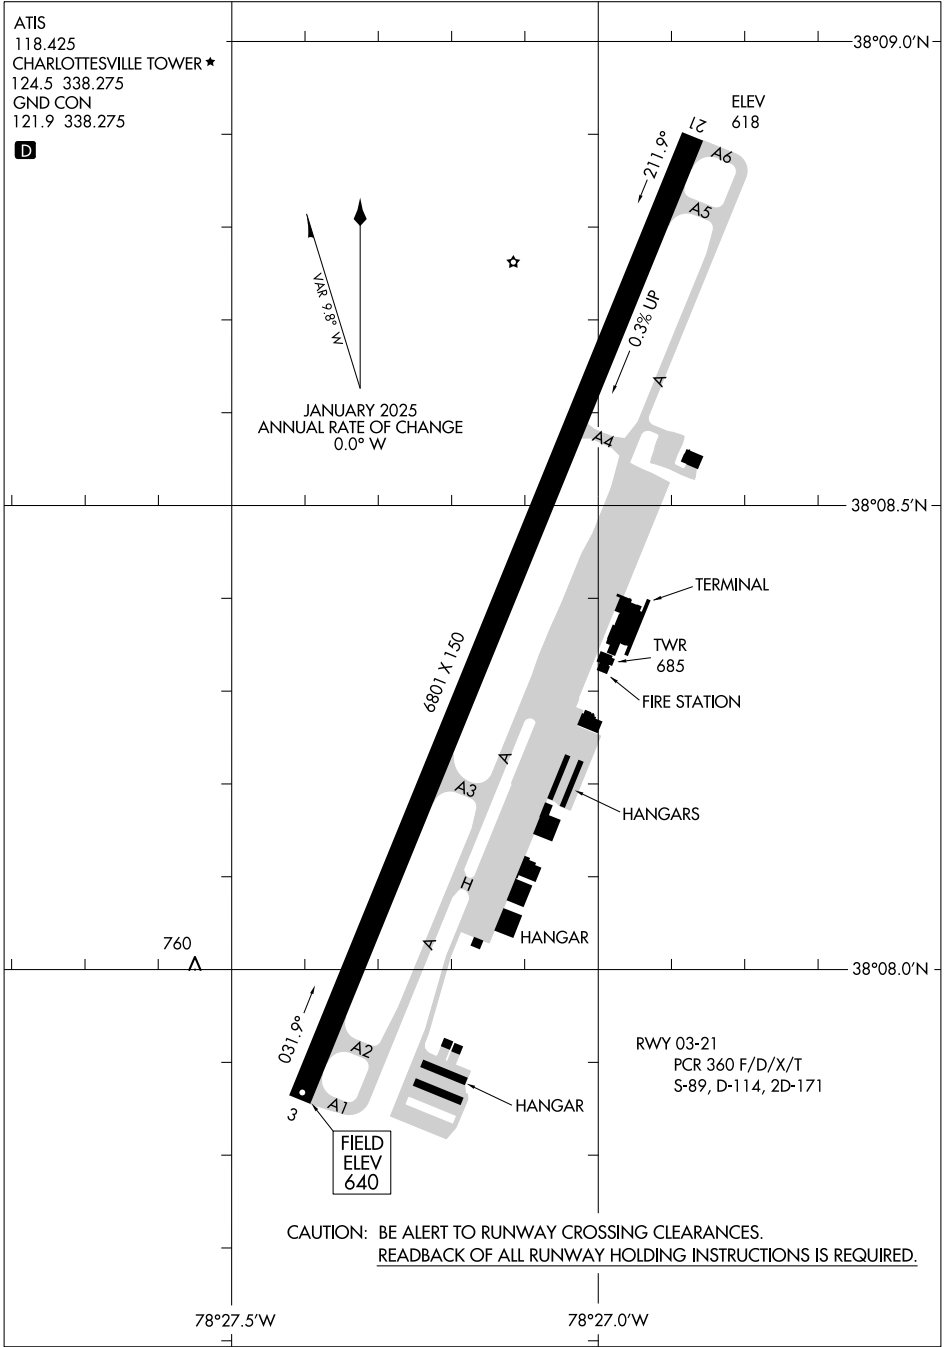 ATIS
118.425
CHARLOTTESVILLE TOWER ★
124.5 338.275
GND CON
121.9 338.275
D
38°09.0'N
ELEV
618
21
211.9°
A6
A5
VAR 9.8° W
0.3% UP
A
JANUARY 2025
ANNUAL RATE OF CHANGE
0.0° W
A4
38°08.5'N
TERMINAL
TWR
685
FIRE STATION
6801 X 150
A
A3
HANGARS
H
HANGAR
A
760
38°08.0'N
031.9°
A2
RWY 03-21
PCR 360 F/D/X/T
S-89, D-114, 2D-171
HANGAR
A1
3
FIELD
ELEV
640
CAUTION: BE ALERT TO RUNWAY CROSSING CLEARANCES.
READBACK OF ALL RUNWAY HOLDING INSTRUCTIONS IS REQUIRED.
78°27.5'W
78°27.0'W